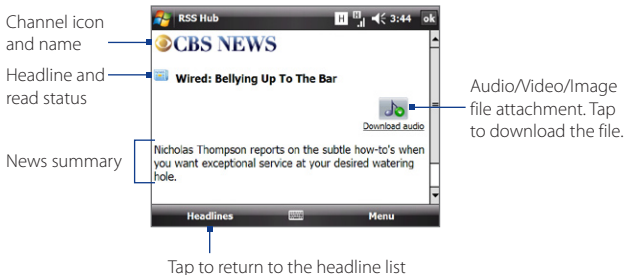 Channel icon
and name
RSS Hub
H
H
3:44
ok
CBS NEWS
Headline and
read status
Wired: Bellying Up To The Bar
Download audio
Audio/Video/Image
file attachment. Tap
to download the file.
News summary
Nicholas Thompson reports on the subtle how-to's when
you want exceptional service at your desired watering
hole.
Headlines
Menu
Tap to return to the headline list